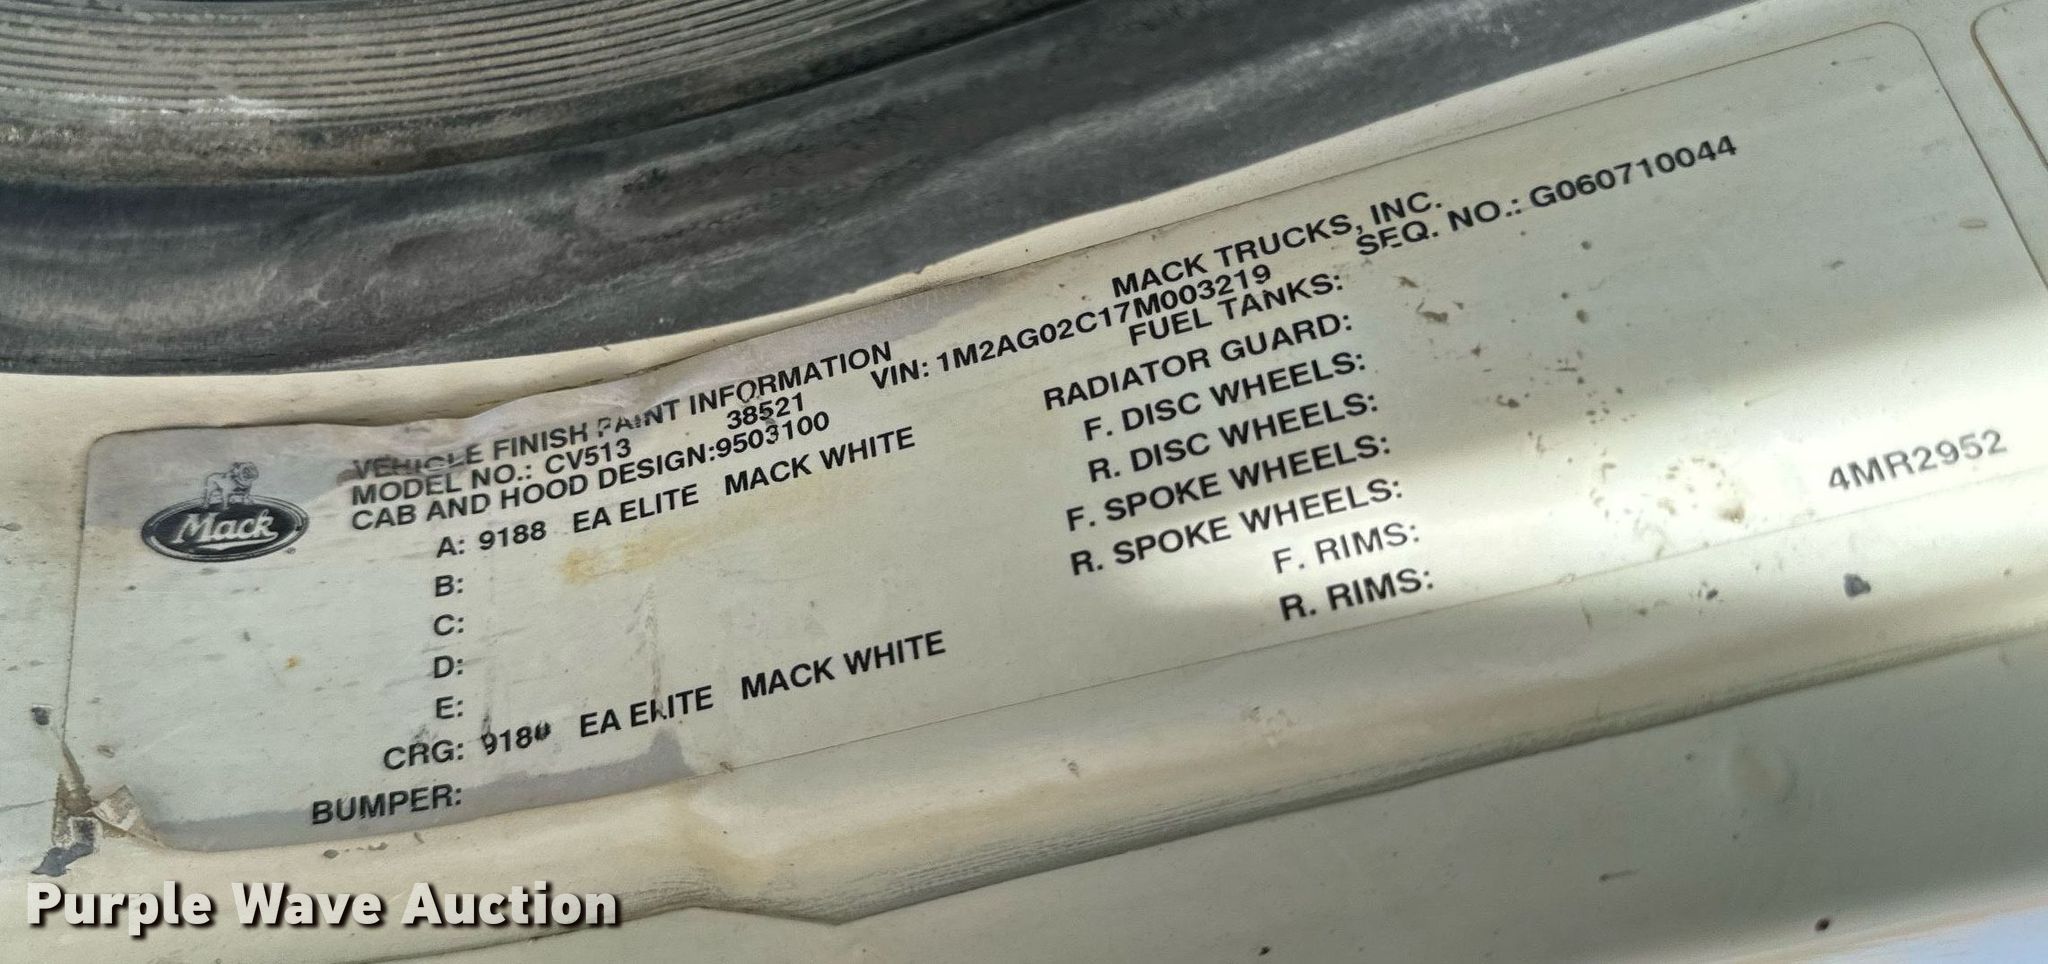 MACK TRUCKS, INC.
VEHICLE FINISH PAINT INFORMATION
MODEL NO.: CV513 38521 VIN: 1M2AG02C17M003219 SEQ. NO.: G060710044
CAB AND HOOD DESIGN:9503100 FUEL TANKS:
A: 9188 EA ELITE MACK WHITE RADIATOR GUARD:
B: F. DISC WHEELS:
C: R. DISC WHEELS:
D: F. SPOKE WHEELS:
E: R. SPOKE WHEELS:
CRG: 9188 EA ELITE MACK WHITE F. RIMS:
BUMPER: R. RIMS:
4MR2952
Mack
Purple Wave Auction